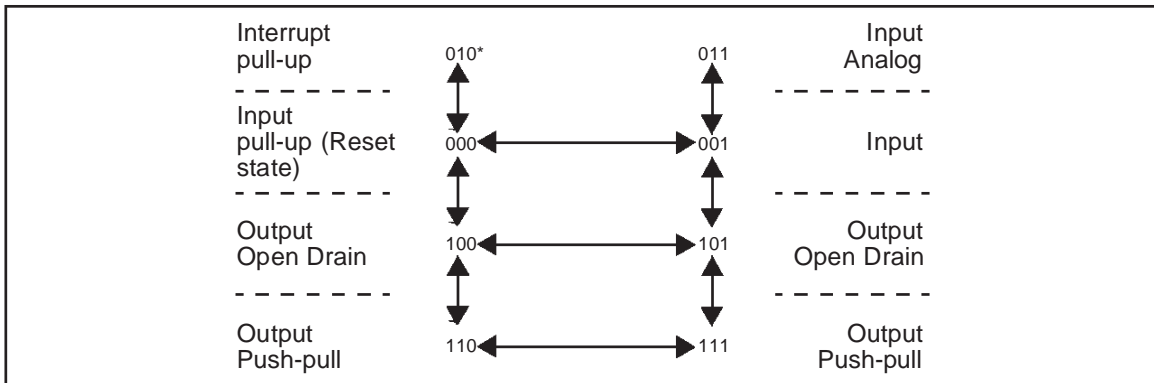 Interrupt
pull-up
010*
011
Input
Analog
Input
pull-up (Reset
state)
000
001
Input
Output
Open Drain
100
101
Output
Open Drain
Output
Push-pull
110
111
Output
Push-pull